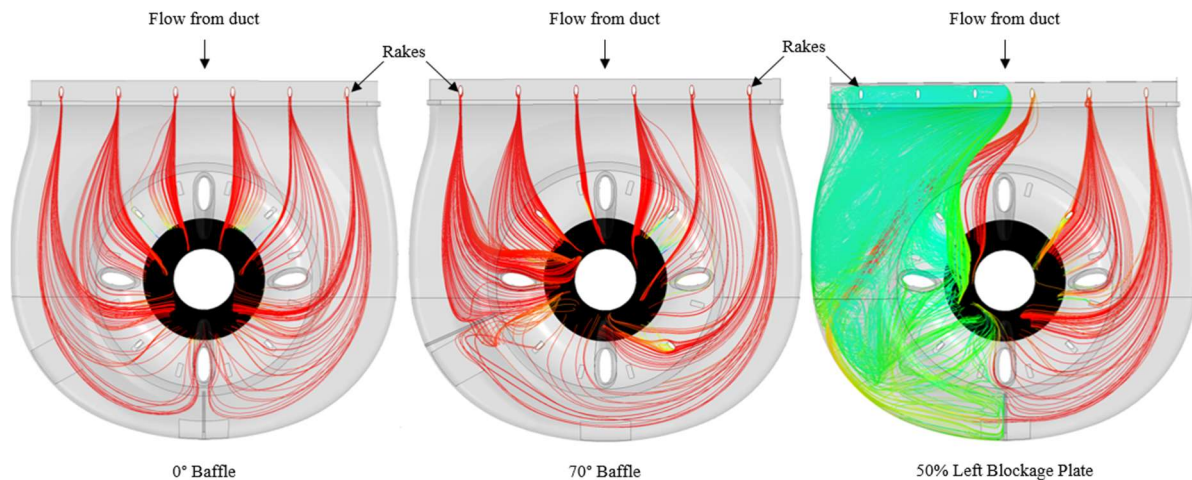 Flow from duct
Flow from duct
Flow from duct
Rakes
Rakes
0° Baffle
70° Baffle
50% Left Blockage Plate